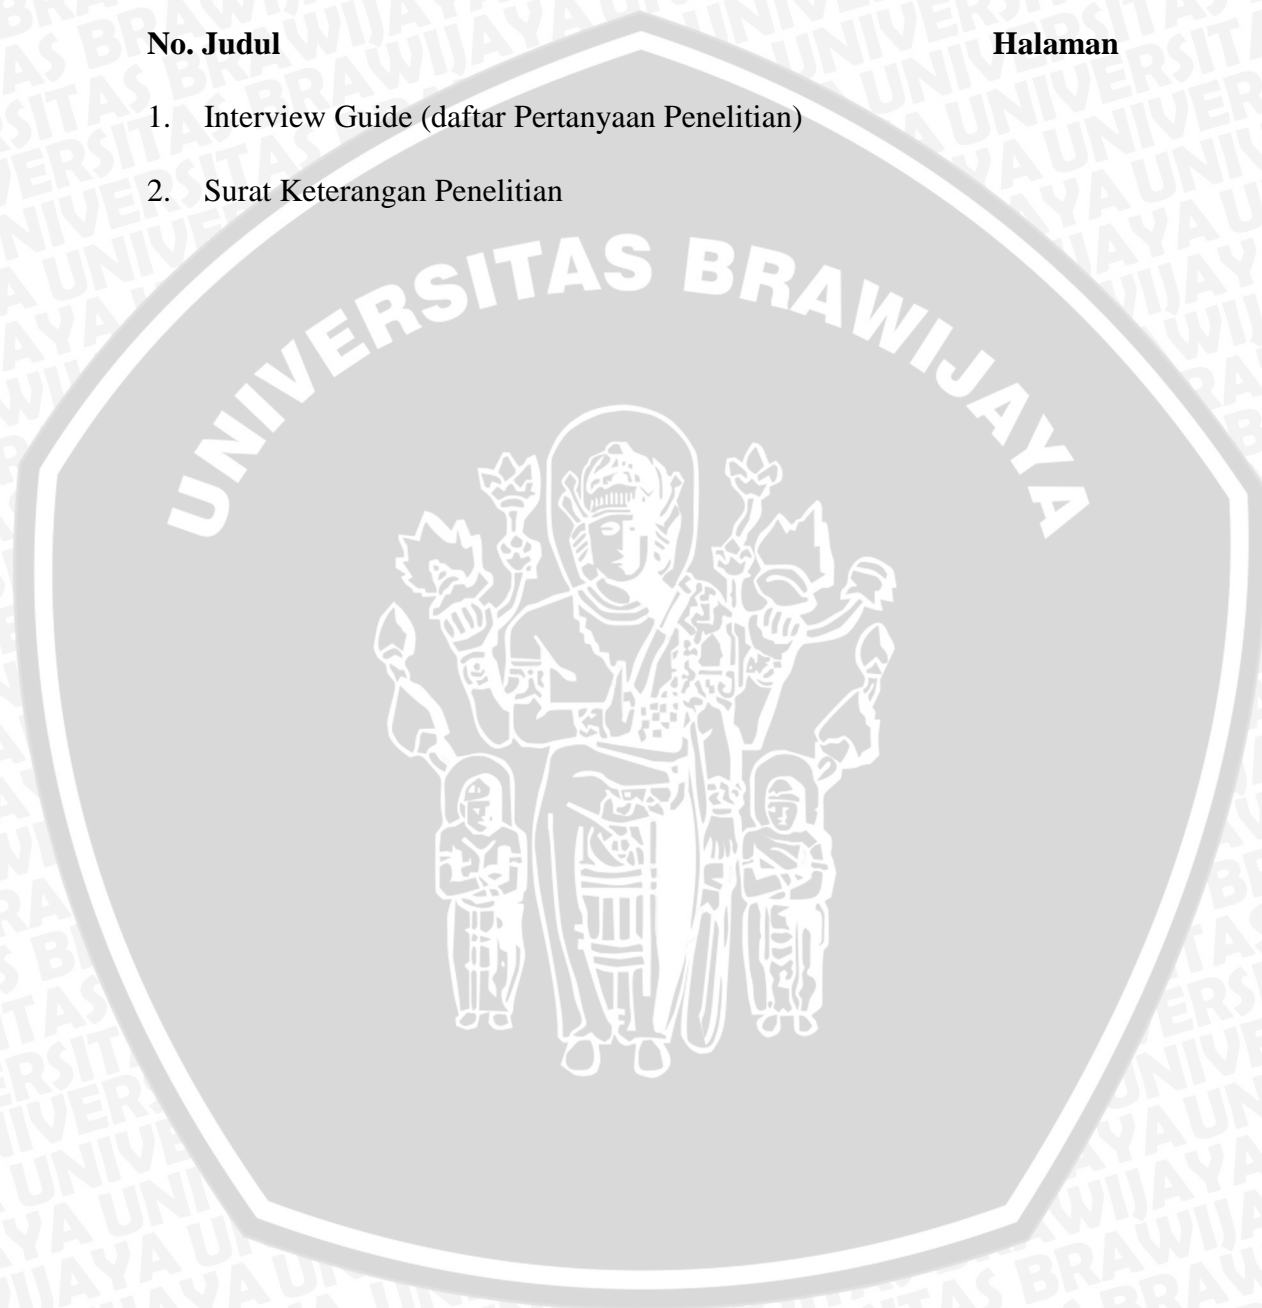 No. Judul Halaman
1. Interview Guide (daftar Pertanyaan Penelitian)
2. Surat Keterangan Penelitian
UNIVERSITAS BRAWIJAYA